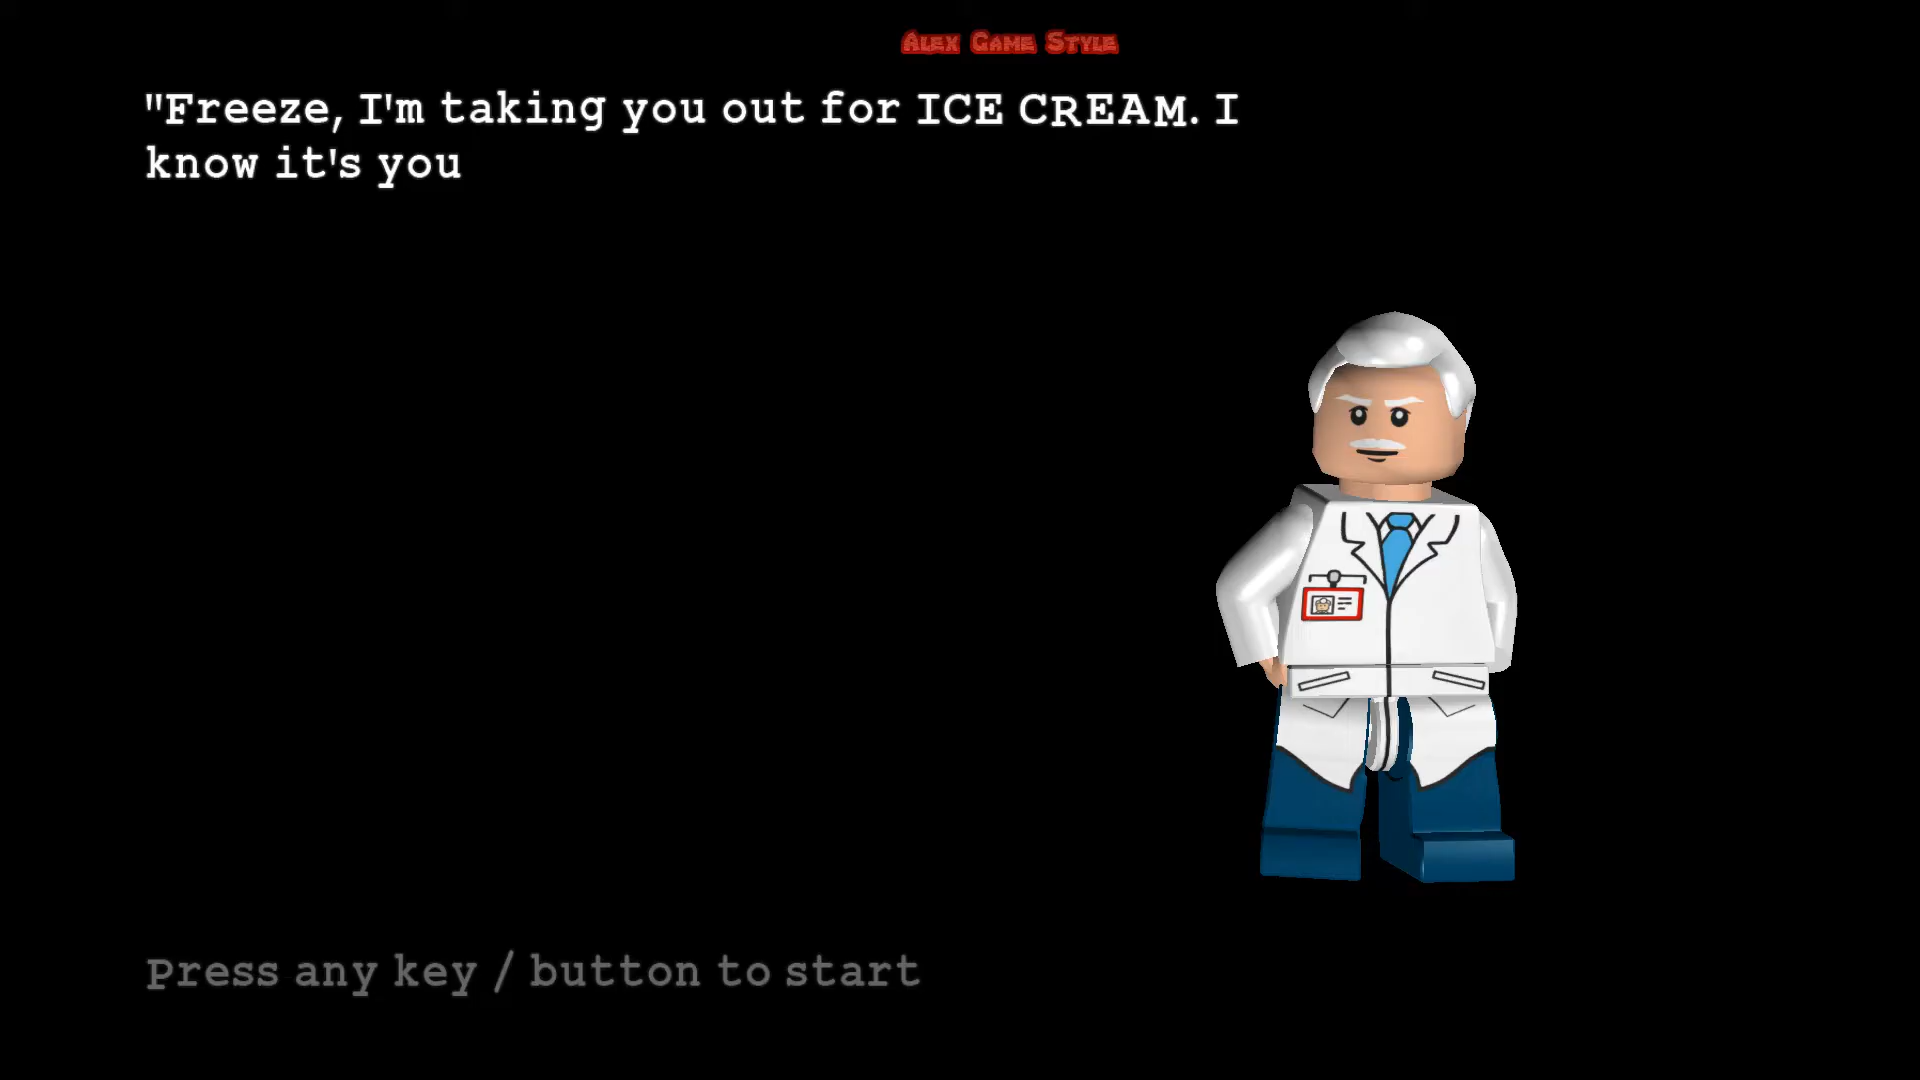 Alex Game Style
"Freeze, I'm taking you out for ICE CREAM. I
know it's you
Press any key / button to start